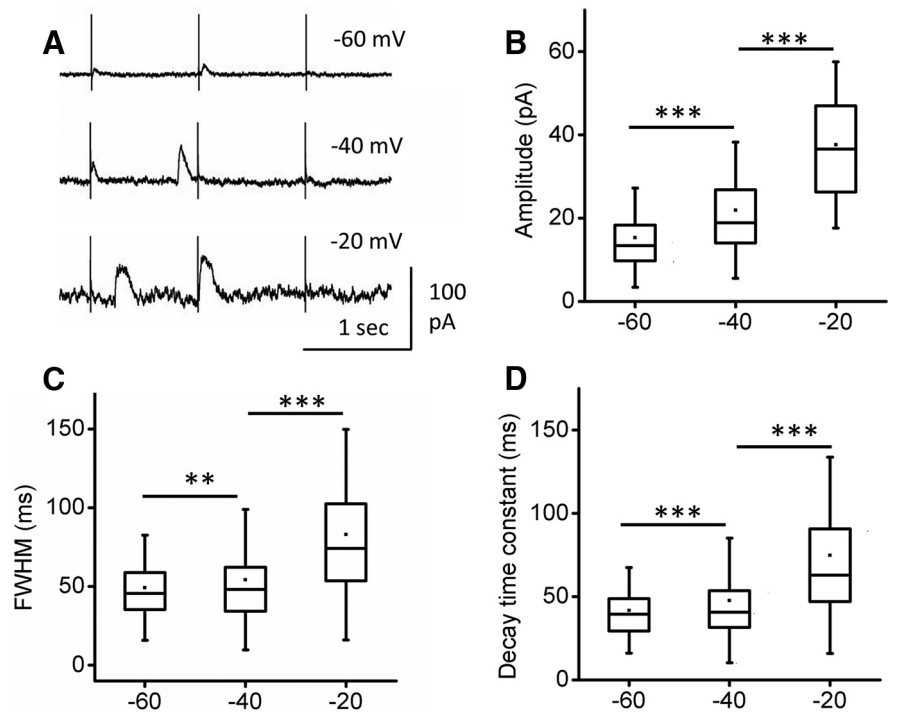 A
-60 mV
-40 mV
-20 mV
100
pA
1 sec
B
Amplitude (pA)
60
40
20
0
***
***
-60 -40 -20
C
FWHM (ms)
150
100
50
0
**
***
-60 -40 -20
D
Decay time constant (ms)
150
100
50
0
***
***
-60 -40 -20